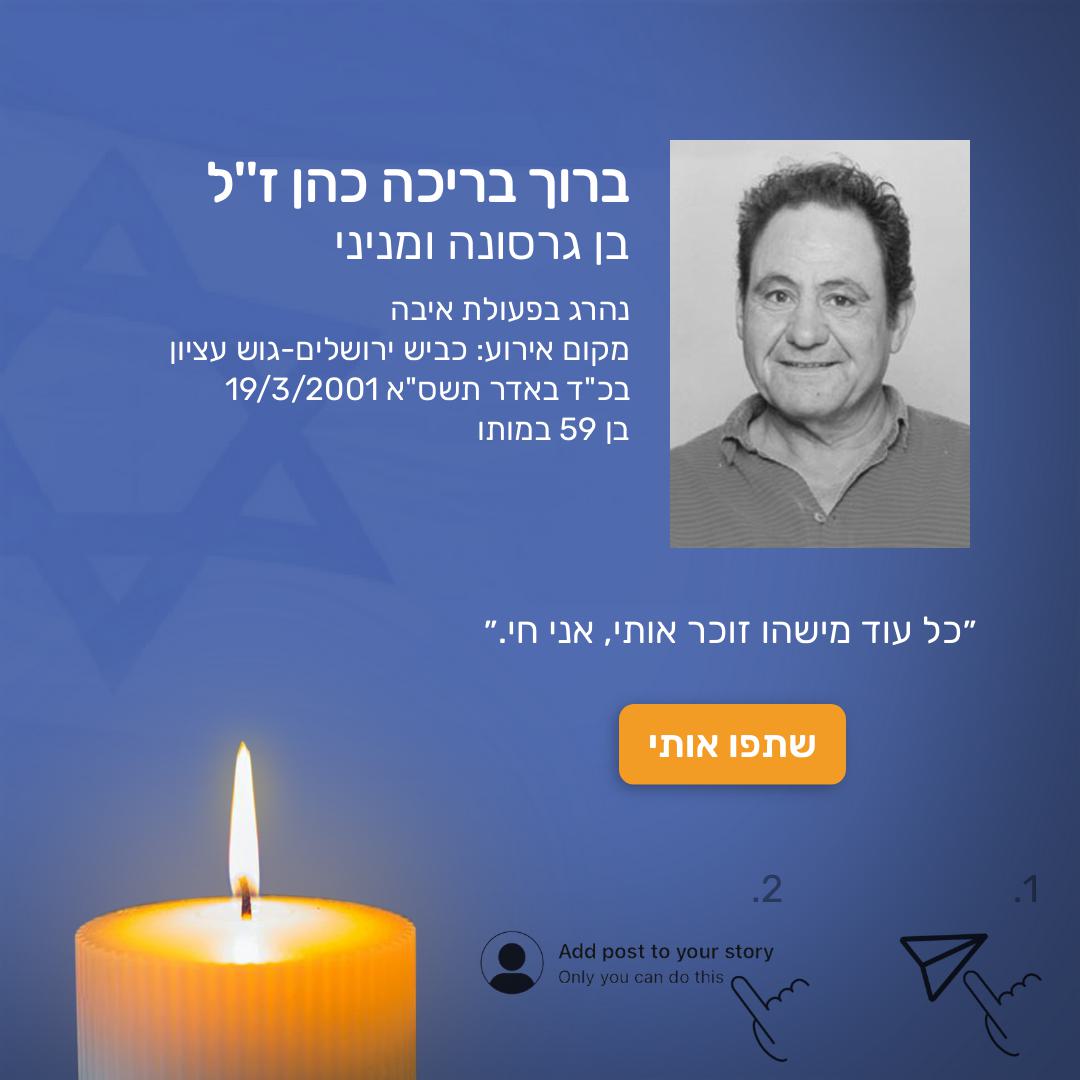 ברוך בריכה כהן ז"ל
בן גרסונה ומניני
נהרג בפעולת איבה
מקום אירוע: כביש ירושלים-גוש עציון
בכ"ד באדר תשס"א 19/3/2001
בן 59 במותו
״כל עוד מישהו זוכר אותי, אני חי.״
שתפו אותי
1.
2.
Add post to your story
Only you can do this